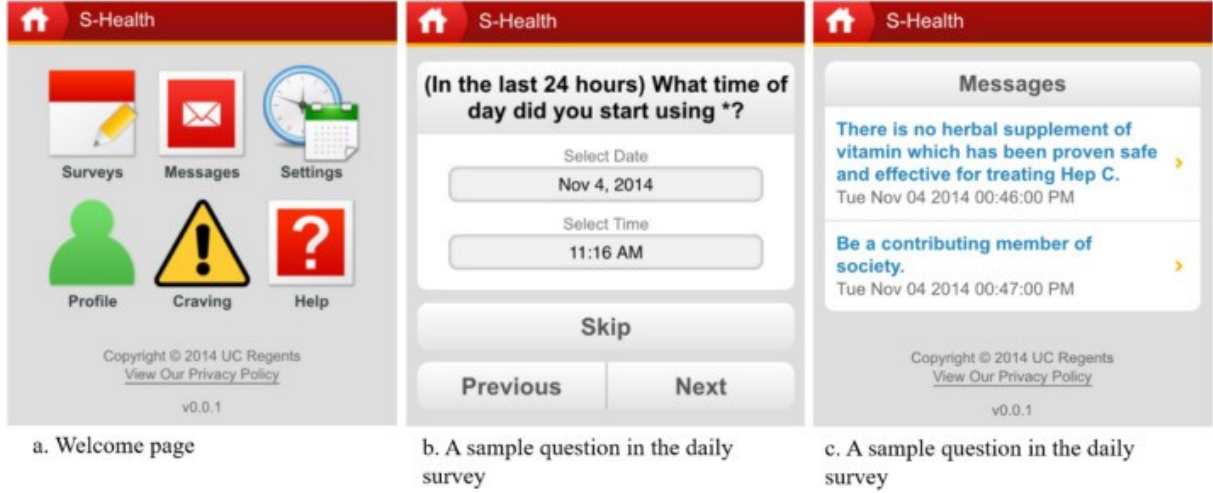 S-Health
Surveys
Messages
Settings
Profile
Craving
Help
Copyright © 2014 UC Regents
View Our Privacy Policy
v0.0.1
a. Welcome page
S-Health
(In the last 24 hours) What time of
day did you start using *?
Select Date
Nov 4, 2014
Select Time
11:16 AM
Skip
Previous
Next
b. A sample question in the daily
survey
S-Health
Messages
There is no herbal supplement of
vitamin which has been proven safe
and effective for treating Hep C.
Tue Nov 04 2014 00:46:00 PM
Be a contributing member of
society.
Tue Nov 04 2014 00:47:00 PM
Copyright © 2014 UC Regents
View Our Privacy Policy
v0.0.1
c. A sample question in the daily
survey